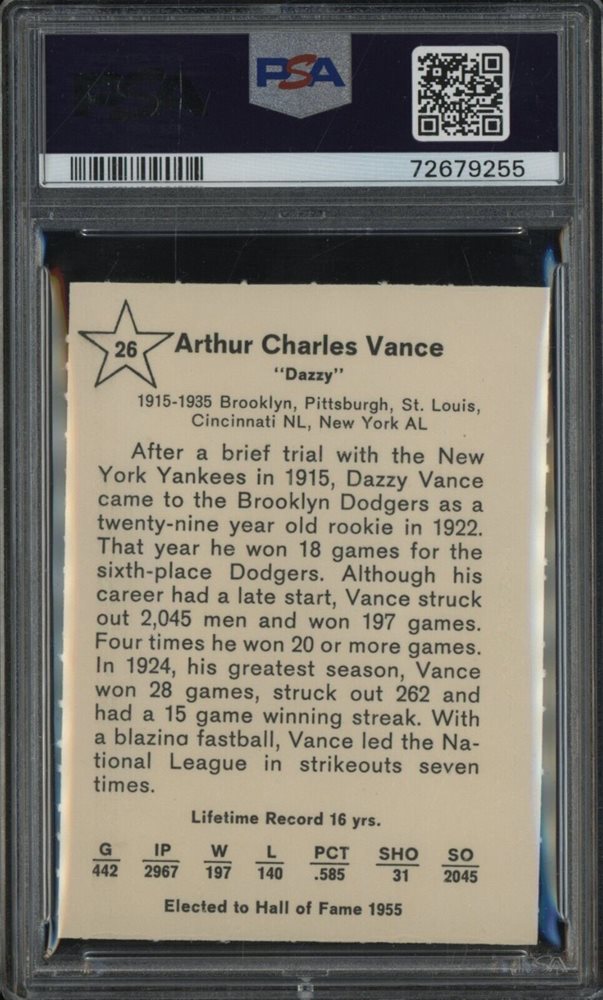 PSA
PSA
72679255
26
Arthur Charles Vance
"Dazzy"
1915-1935 Brooklyn, Pittsburgh, St. Louis,
Cincinnati NL, New York AL
After a brief trial with the New
York Yankees in 1915, Dazzy Vance
came to the Brooklyn Dodgers as a
twenty-nine year old rookie in 1922.
That year he won 18 games for the
sixth-place Dodgers. Although his
career had a late start, Vance struck
out 2,045 men and won 197 games.
Four times he won 20 or more games.
In 1924, his greatest season, Vance
won 28 games, struck out 262 and
had a 15 game winning streak. With
a blazing fastball, Vance led the Na-
tional League in strikeouts seven
times.
Lifetime Record 16 yrs.
G IP W L PCT SHO SO
442 2967 197 140 .585 31 2045
Elected to Hall of Fame 1955
PSA